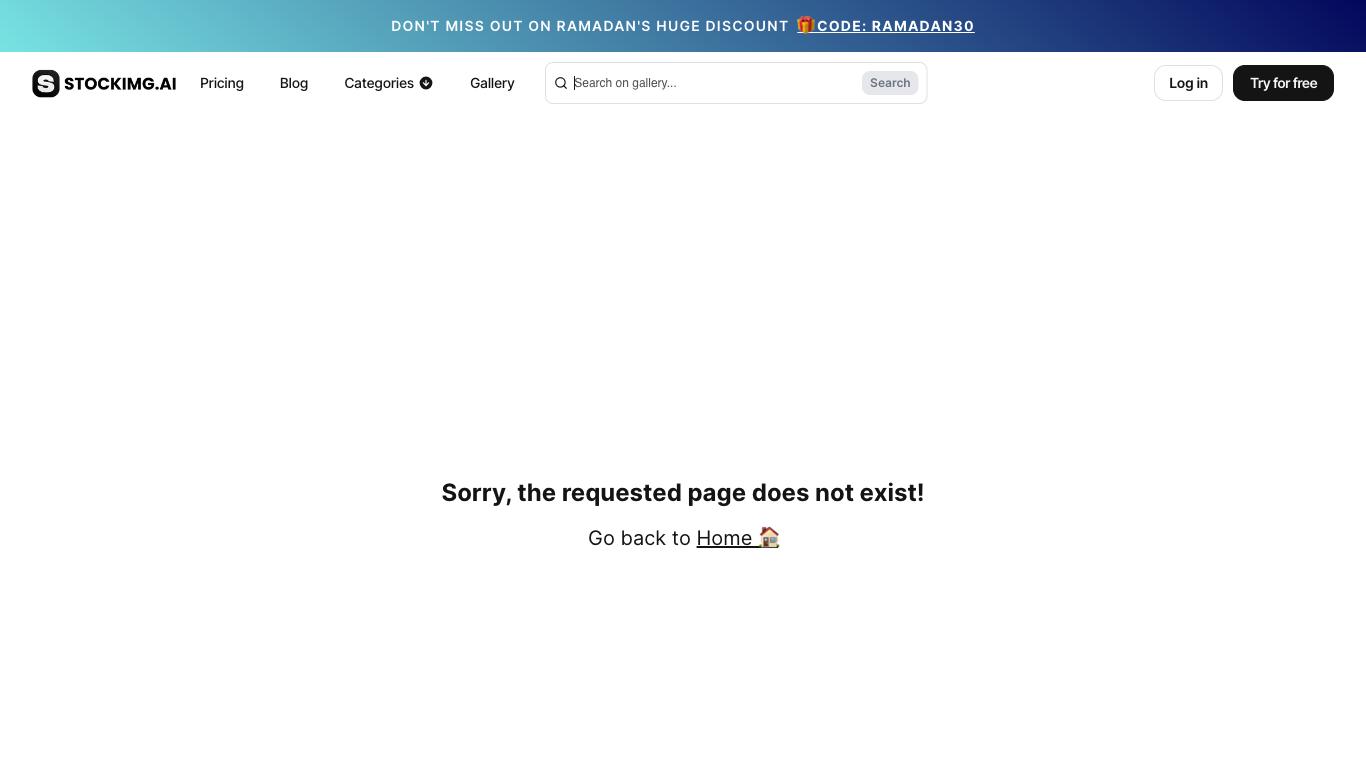 DON'T MISS OUT ON RAMADAN'S HUGE DISCOUNT 🎁CODE: RAMADAN30
S STOCKIMG.AI Pricing Blog Categories Gallery Search on gallery... Search Log in Try for free
Sorry, the requested page does not exist!
Go back to Home 🏠